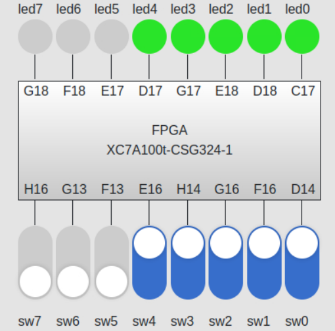 led7 led6 led5 led4 led3 led2 led1 led0
G18 F18 E17 D17 G17 E18 D18 C17
FPGA
XC7A100t-CSG324-1
H16 G13 F13 E16 H14 G16 F16 D14
sw7 sw6 sw5 sw4 sw3 sw2 sw1 sw0